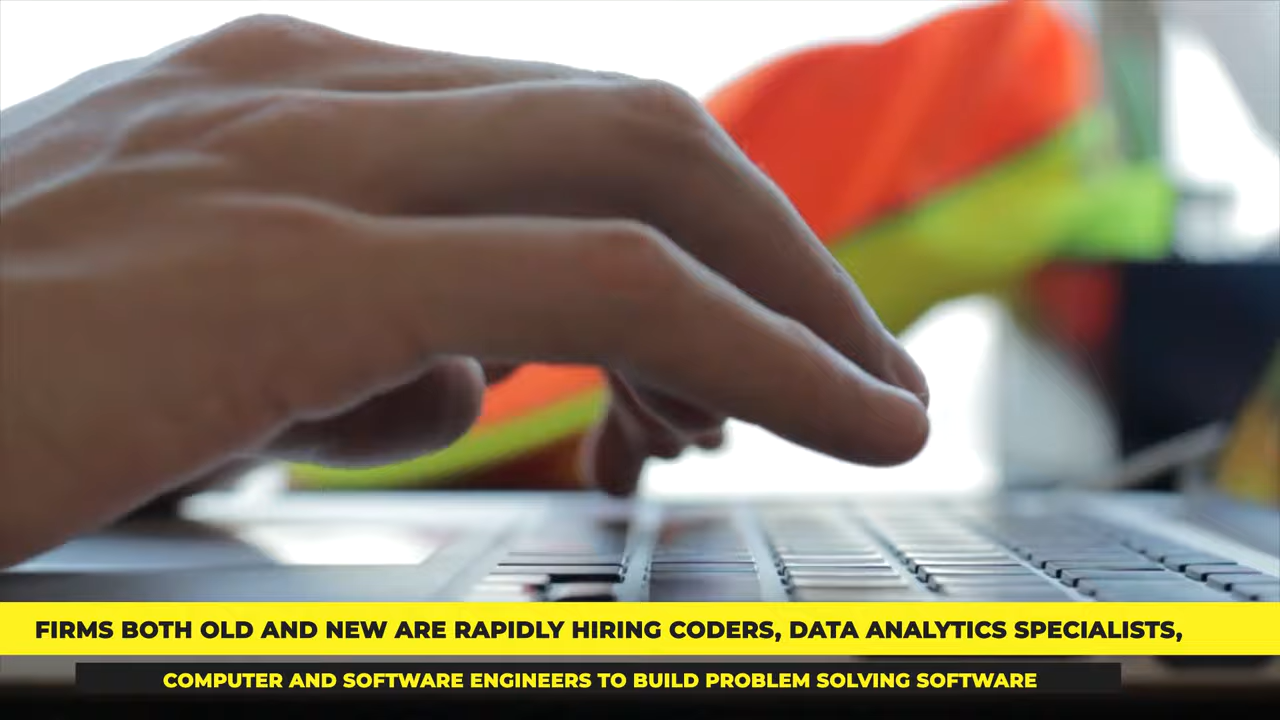 FIRMS BOTH OLD AND NEW ARE RAPIDLY HIRING CODERS, DATA ANALYTICS SPECIALISTS,
COMPUTER AND SOFTWARE ENGINEERS TO BUILD PROBLEM SOLVING SOFTWARE